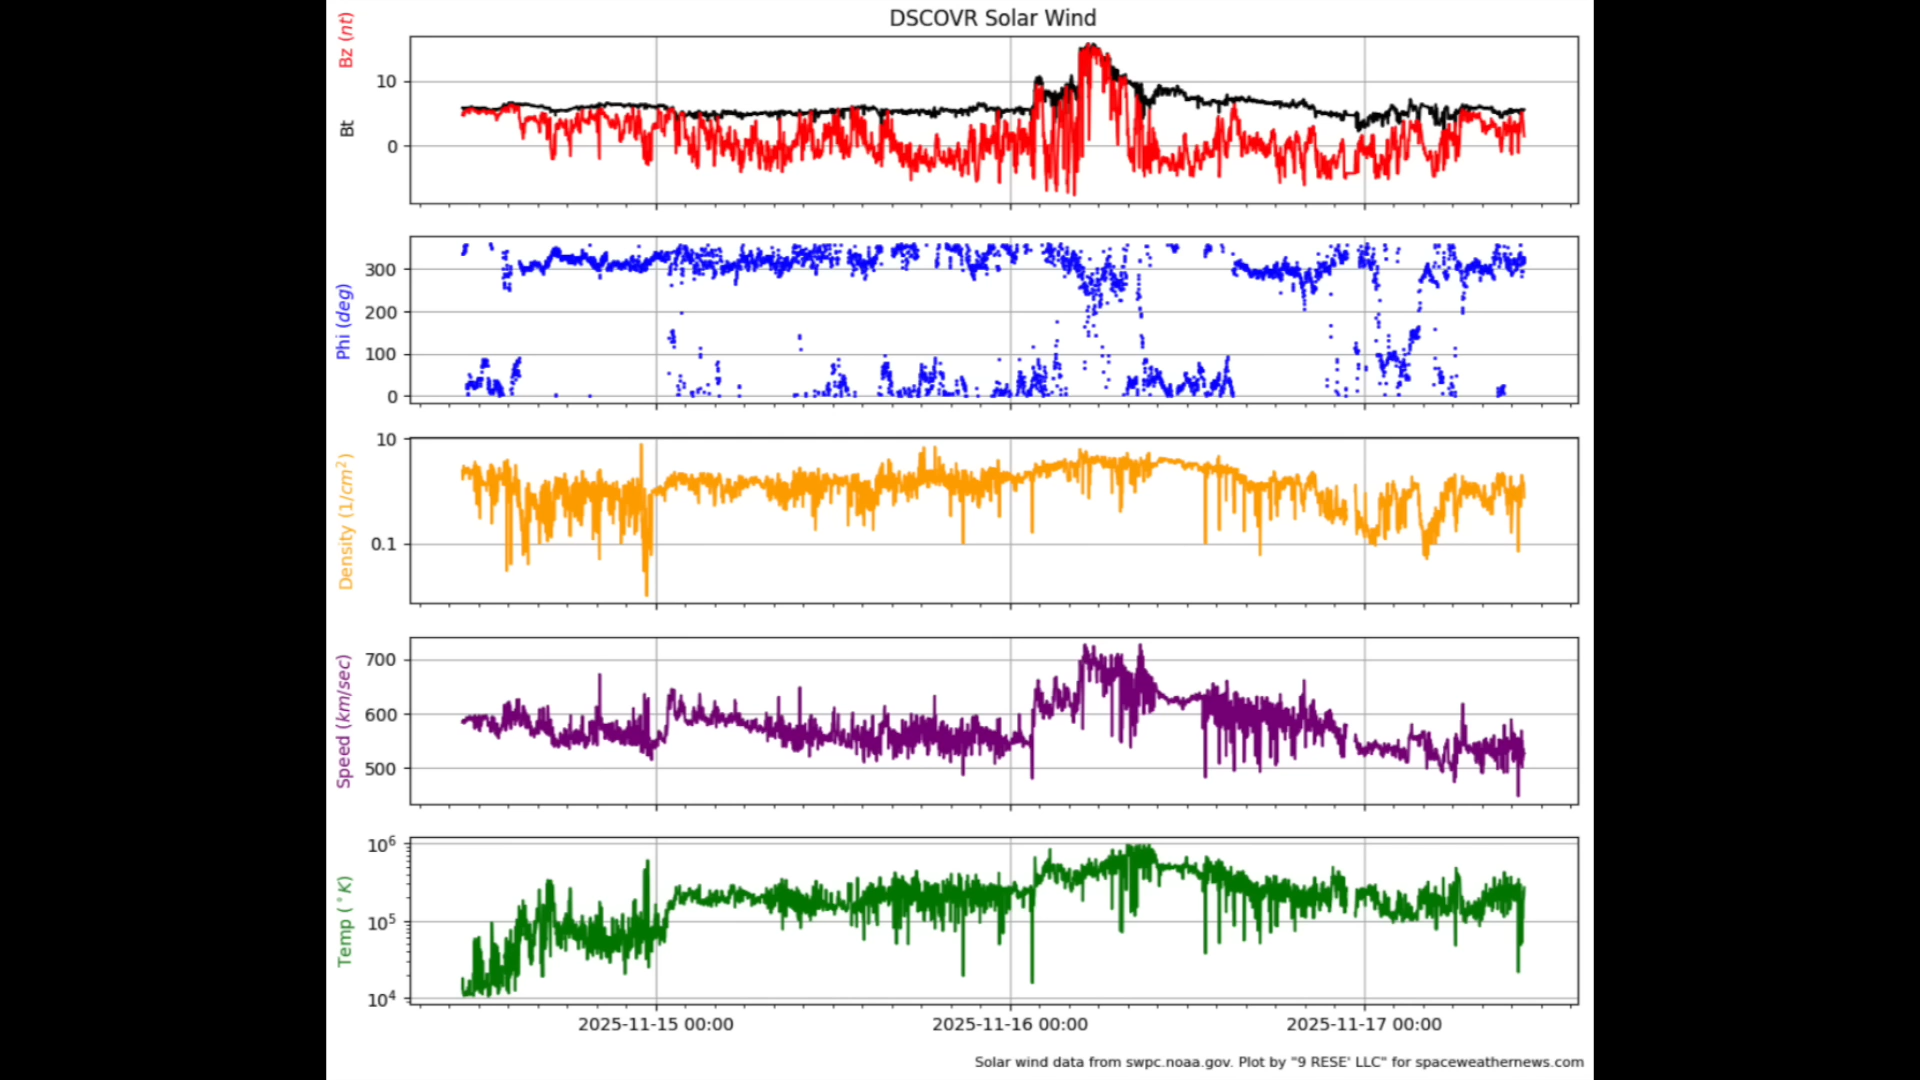 DSCOVR Solar Wind
Bt Bz (nt)
10
0
Phi (deg)
300
200
100
0
Density (1/cm²)
10
0.1
Speed (km/sec)
700
600
500
Temp (°K)
10⁶
10⁵
10⁴
2025-11-15 00:00 2025-11-16 00:00 2025-11-17 00:00
Solar wind data from swpc.noaa.gov. Plot by "9 RESE' LLC" for spaceweathernews.com